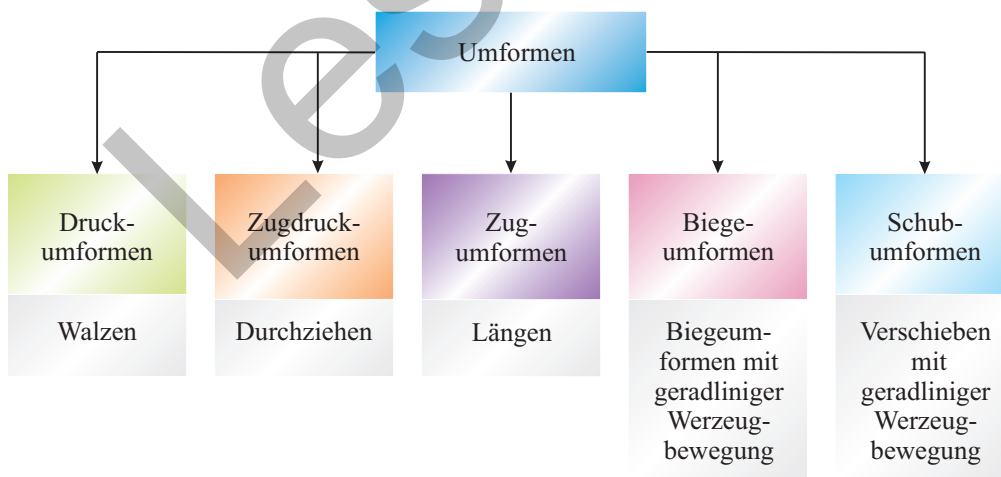 Umformen
Druck-
umformen
Zugdruck-
umformen
Zug-
umformen
Biege-
umformen
Schub-
umformen
Walzen
Durchziehen
Längen
Biegeum-
formen mit
geradliniger
Werzeug-
bewegung
Verschieben
mit
geradliniger
Werzeug-
bewegung